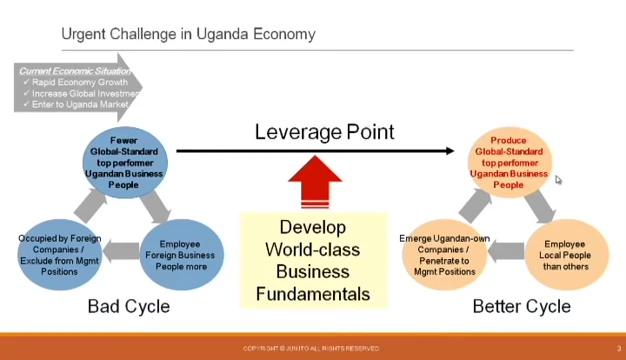 Urgent Challenge in Uganda Economy
Current Economic Situation
✓ Rapid Economy Growth
✓ Increase Global Investment
✓ Enter to Uganda Market
Leverage Point
Fewer
Global-Standard
top performer
Ugandan Business
People
Occupied by Foreign
Companies /
Exclude from Mgmt
Positions
Employee
Foreign Business
People more
Bad Cycle
Develop
World-class
Business
Fundamentals
Produce
Global-Standard
top performer
Ugandan Business
People
Emerge Ugandan-own
Companies /
Penetrate to
Mgmt Positions
Employee
Local People
than others
Better Cycle
COPYRIGHT © JUN ITO ALL RIGHTS RESERVED
3